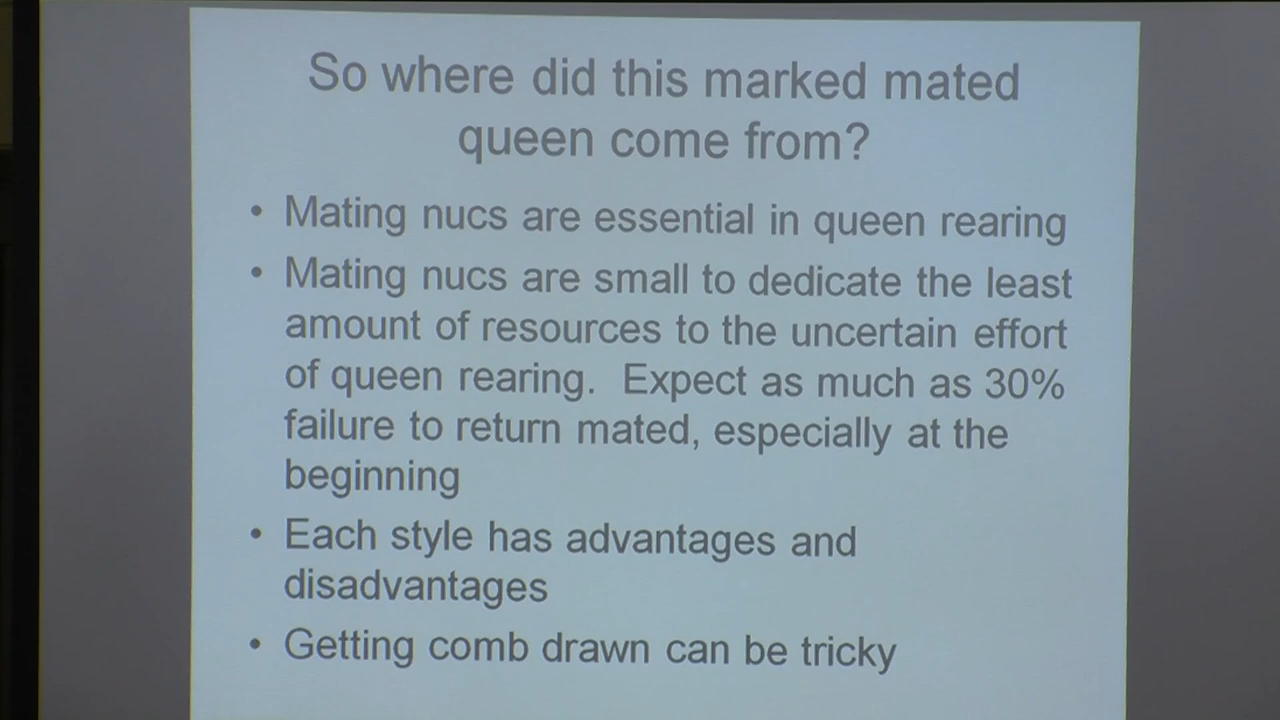 So where did this marked mated
queen come from?
• Mating nucs are essential in queen rearing
• Mating nucs are small to dedicate the least
amount of resources to the uncertain effort
of queen rearing.  Expect as much as 30%
failure to return mated, especially at the
beginning
• Each style has advantages and
disadvantages
• Getting comb drawn can be tricky